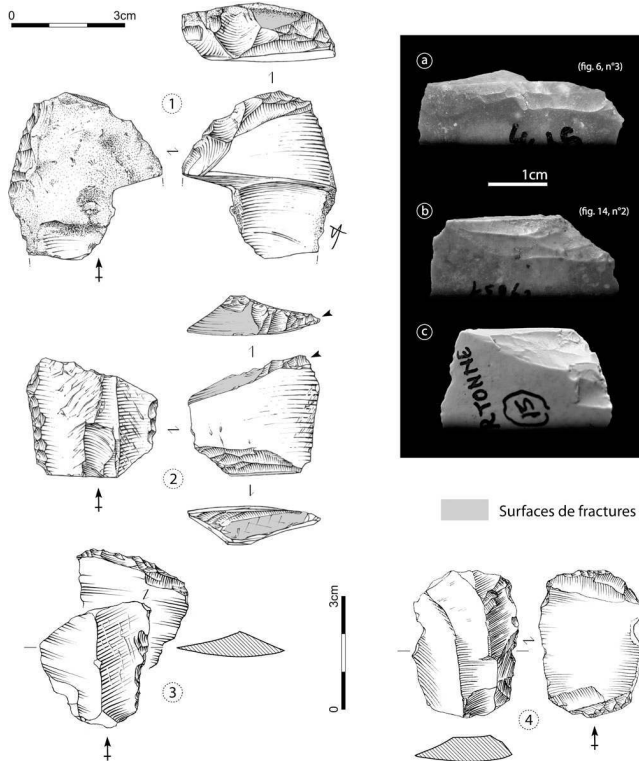 0
3cm
1
a
(fig. 6, n°3)
1cm
b
(fig. 14, n°2)
c
RTONNE
15
2
Surfaces de fractures
3cm
0
3
4